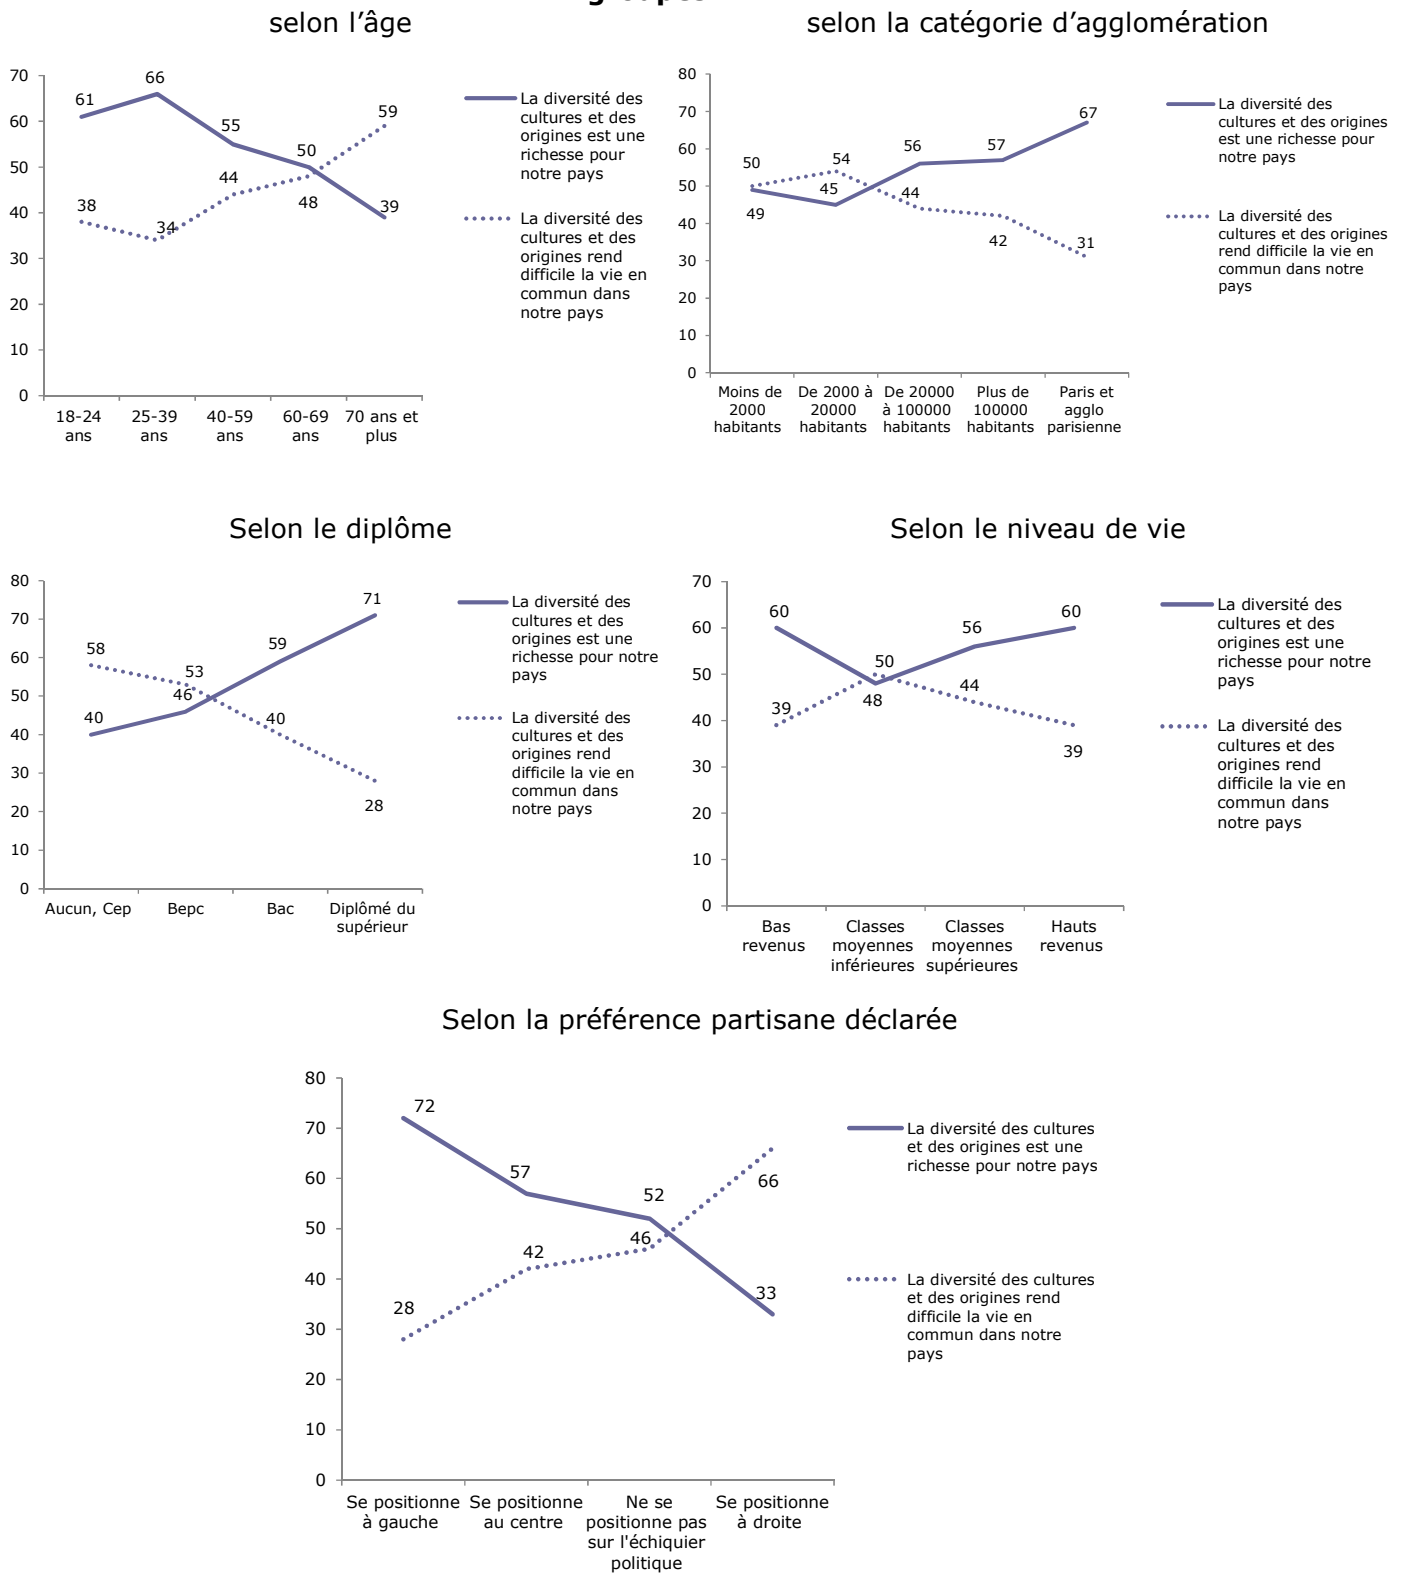 selon l'âge
70
60
50
40
30
20
10
0
61
66
55
50
39
38
34
44
48
59
18-24
ans
25-39
ans
40-59
ans
60-69
ans
70 ans et
plus
La diversité des
cultures et des
origines est une
richesse pour
notre pays
La diversité des
cultures et des
origines rend
difficile la vie en
commun dans
notre pays
selon la catégorie d'agglomération
80
70
60
50
40
30
20
10
0
50
54
44
42
31
49
45
56
57
67
Moins de
2000
habitants
De 2000 à
20000
habitants
De 20000
à 100000
habitants
Plus de
100000
habitants
Paris et
agglo
parisienne
La diversité des
cultures et des origines
est une richesse pour
notre pays
La diversité des
cultures et des origines
rend difficile la vie en
commun dans notre
pays
Selon le diplôme
80
70
60
50
40
30
20
10
0
58
53
40
28
40
46
59
71
Aucun, Cep
Bepc
Bac
Diplômé du
supérieur
La diversité des
cultures et des
origines est une
richesse pour notre
pays
La diversité des
cultures et des
origines rend
difficile la vie en
commun dans
notre pays
Selon le niveau de vie
70
60
50
40
30
20
10
0
60
48
56
60
39
50
44
39
Bas
revenus
Classes
moyennes
inférieures
Classes
moyennes
supérieures
Hauts
revenus
La diversité des
cultures et des
origines est une
richesse pour notre
pays
La diversité des
cultures et des
origines rend
difficile la vie en
commun dans
notre pays
Selon la préférence partisane déclarée
80
70
60
50
40
30
20
10
0
72
57
52
33
28
42
46
66
Se positionne
à gauche
Se positionne
au centre
Ne se
positionne pas
sur l'échiquier
politique
Se positionne
à droite
La diversité des cultures
et des origines est une
richesse pour notre pays
La diversité des cultures
et des origines rend
difficile la vie en
commun dans notre
pays